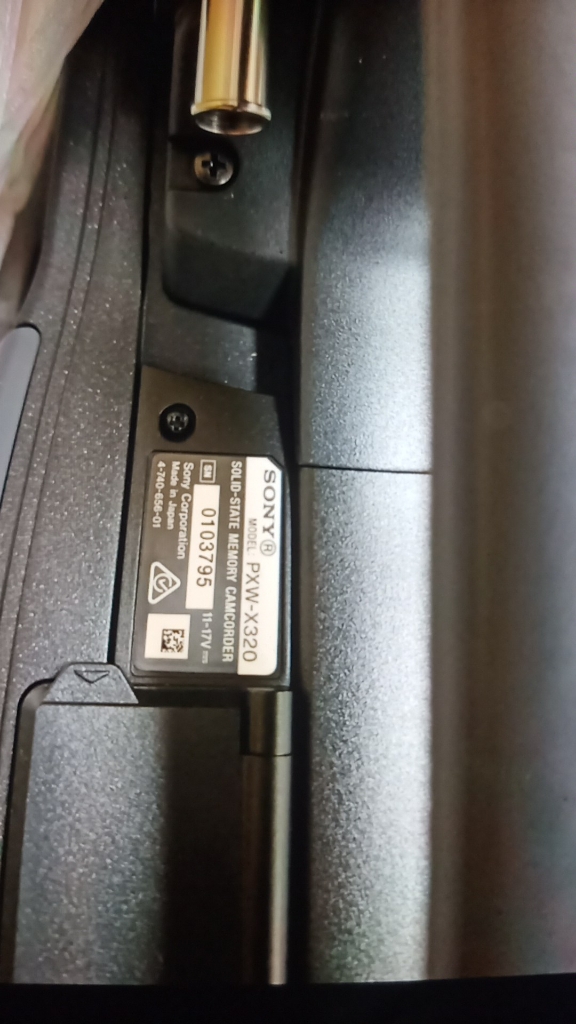 SONY®
MODEL PXW-X320
SOLID-STATE MEMORY CAMCORDER
SN 0103795 11-17V
Sony Corporation
Made in Japan
4-740-656-01